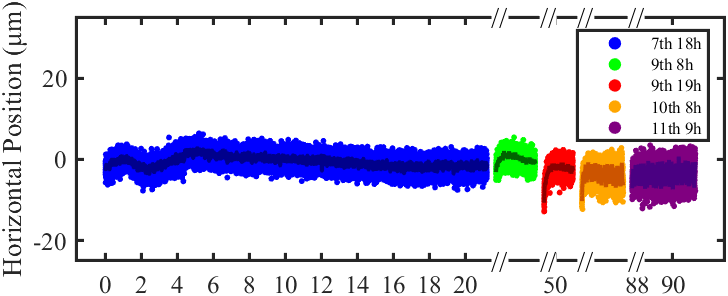 Horizontal Position (μm)
20
0
-20
7th 18h
9th 8h
9th 19h
10th 8h
11th 9h
0 2 4 6 8 10 12 14 16 18 20 50 88 90